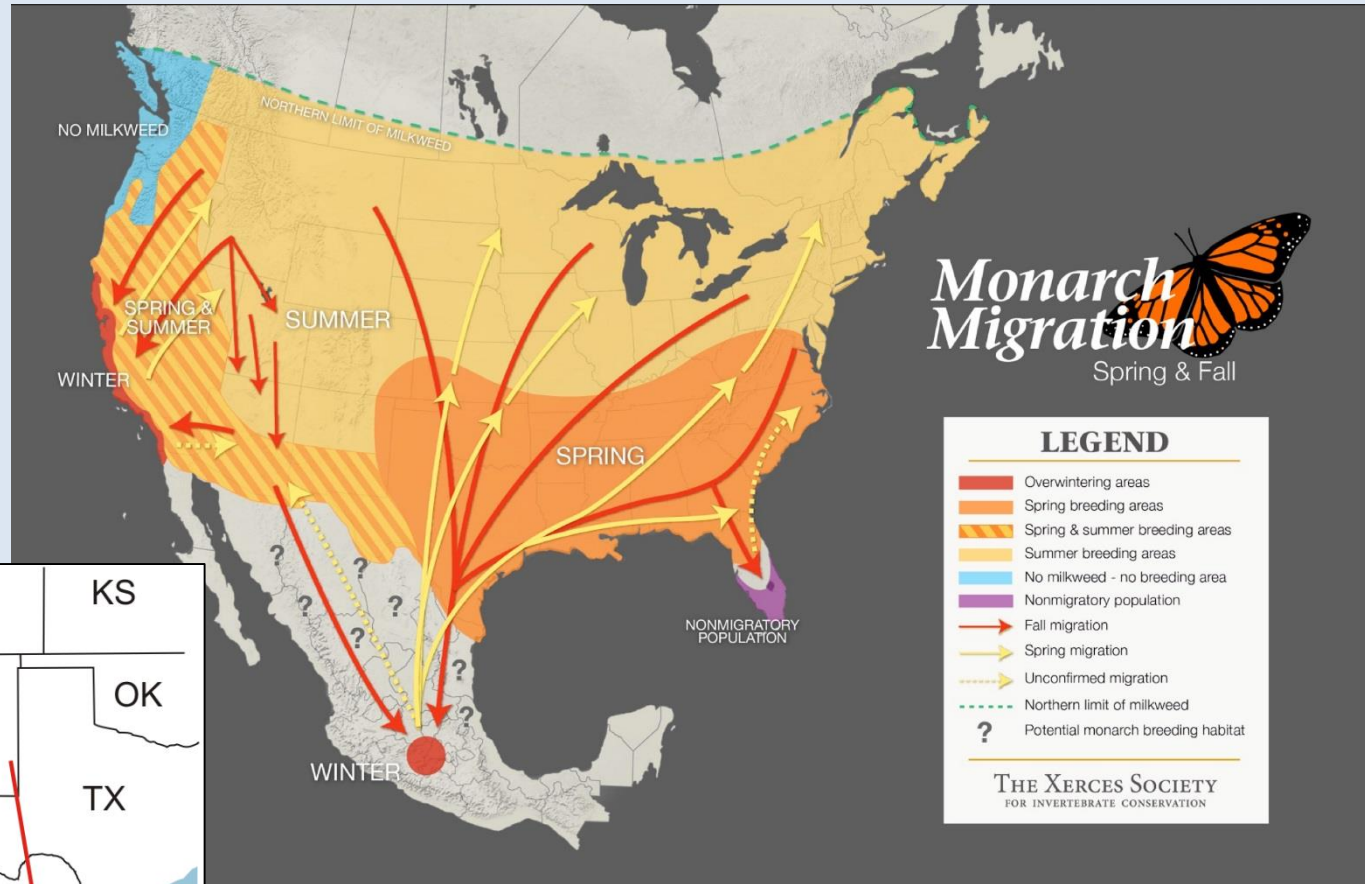 NO MILKWEED
NORTHERN LIMIT OF MILKWEED
SPRING &
SUMMER
SUMMER
WINTER
SPRING
NONMIGRATORY
POPULATION
WINTER
?
?
?
?
?
?
?
Monarch
Migration
Spring & Fall
LEGEND
Overwintering areas
Spring breeding areas
Spring & summer breeding areas
Summer breeding areas
No milkweed - no breeding area
Nonmigratory population
Fall migration
Spring migration
Unconfirmed migration
Northern limit of milkweed
? Potential monarch breeding habitat
THE XERCES SOCIETY
FOR INVERTEBRATE CONSERVATION
KS
OK
TX